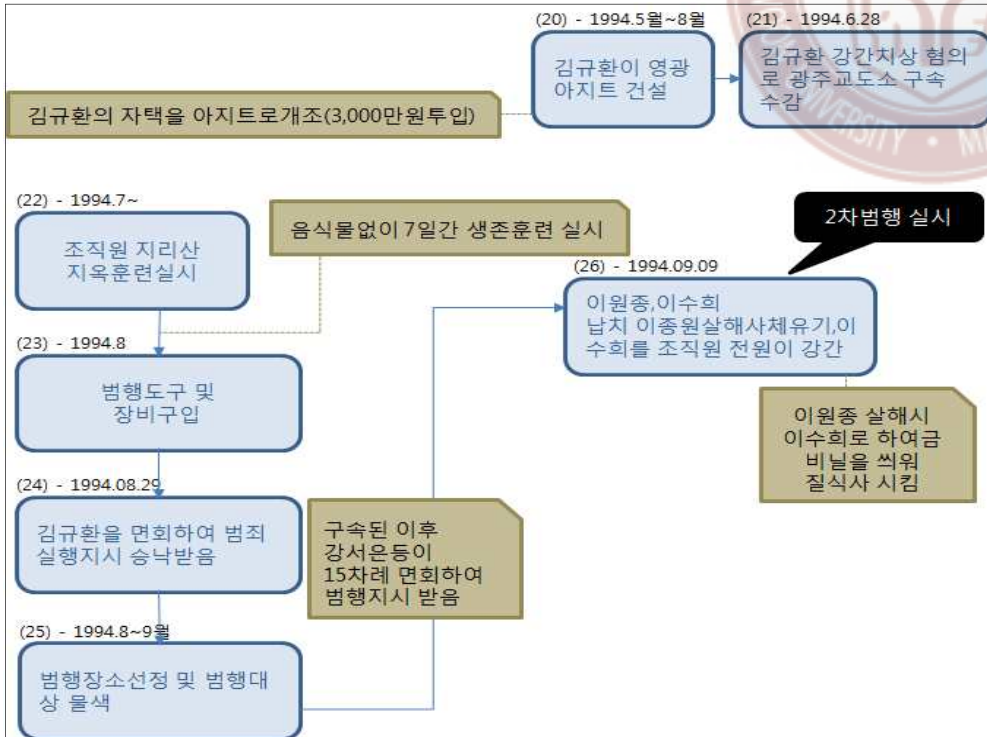 (20) - 1994.5월~8월
김규환이 영광
아지트 건설
(21) - 1994.6.28
김규환 강간치상 혐의
로 광주교도소 구속
수감
김규환의 자택을 아지트로개조(3,000만원투입)
(22) - 1994.7~
조직원 지리산
지옥훈련실시
음식물없이 7일간 생존훈련 실시
2차범행 실시
(26) - 1994.09.09
이원종,이수희
납치 이종원살해사체유기,이
수희를 조직원 전원이 강간
(23) - 1994.8
범행도구 및
장비구입
이원종 살해시
이수희로 하여금
비닐을 씌워
질식사 시킴
(24) - 1994.08.29
김규환을 면회하여 범죄
실행지시 승낙받음
구속된 이후
강서은등이
15차례 면회하여
범행지시 받음
(25) - 1994.8~9월
범행장소선정 및 범행대
상 물색